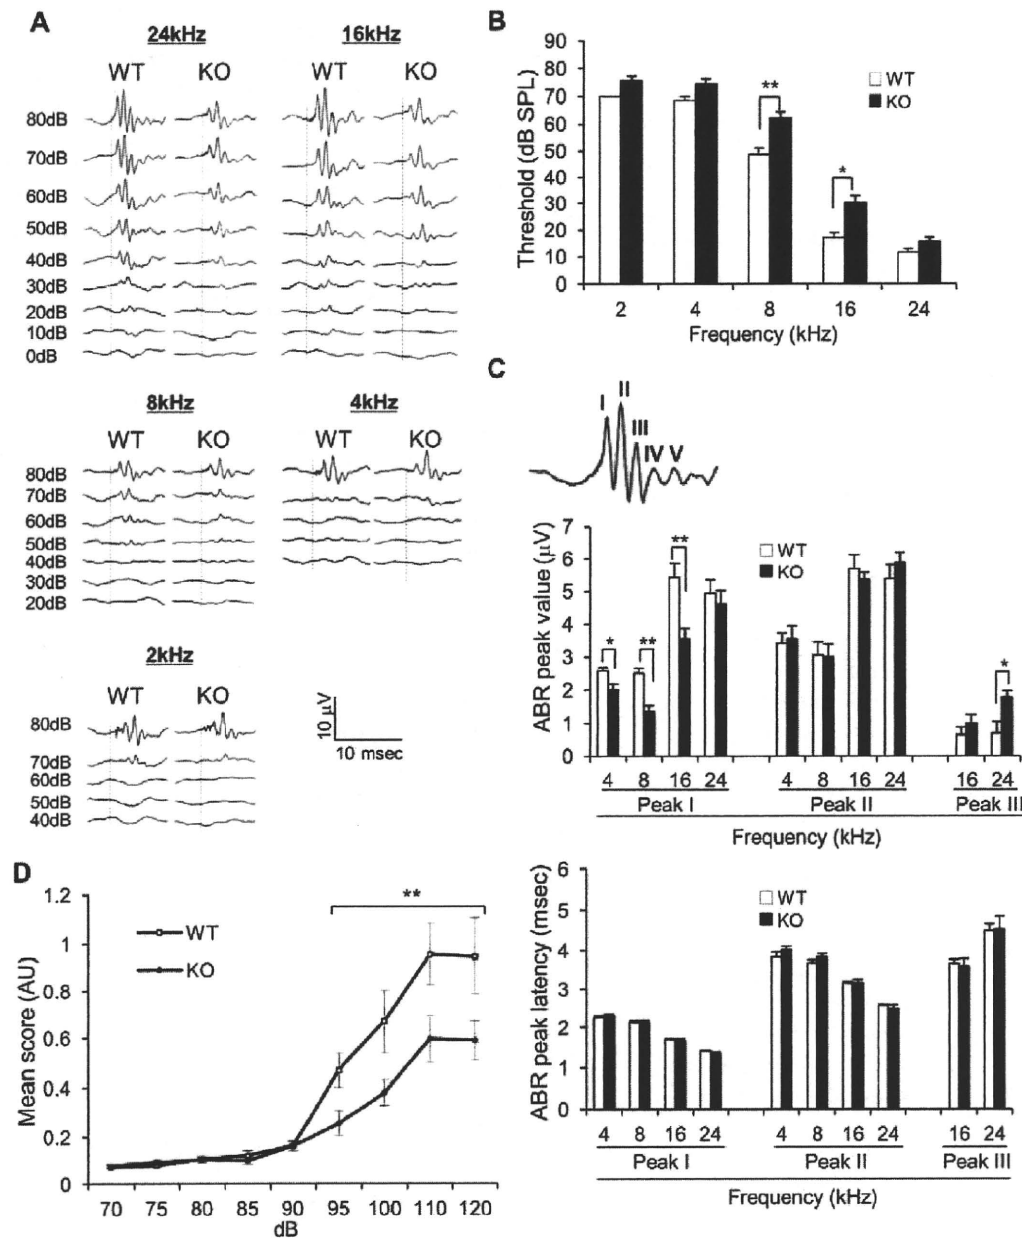 A
24kHz
WT KO
80dB
70dB
60dB
50dB
40dB
30dB
20dB
10dB
0dB
16kHz
WT KO
8kHz
WT KO
80dB
70dB
60dB
50dB
40dB
30dB
20dB
4kHz
WT KO
2kHz
WT KO
80dB
70dB
60dB
50dB
40dB
10 µV
10 msec
B
Threshold (dB SPL)
90
80
70
60
50
40
30
20
10
0
**
*
WT
KO
2 4 8 16 24
Frequency (kHz)
C
I II III IV V
ABR peak value (µV)
7
6
5
4
3
2
1
0
* ** ** *
WT
KO
4 8 16 24 4 8 16 24 16 24
Peak I Peak II Peak III
Frequency (kHz)
ABR peak latency (msec)
6
5
4
3
2
1
0
WT
KO
4 8 16 24 4 8 16 24 16 24
Peak I Peak II Peak III
Frequency (kHz)
D
Mean score (AU)
1.2
1
0.8
0.6
0.4
0.2
0
**
WT
KO
70 75 80 85 90 95 100 110 120
dB